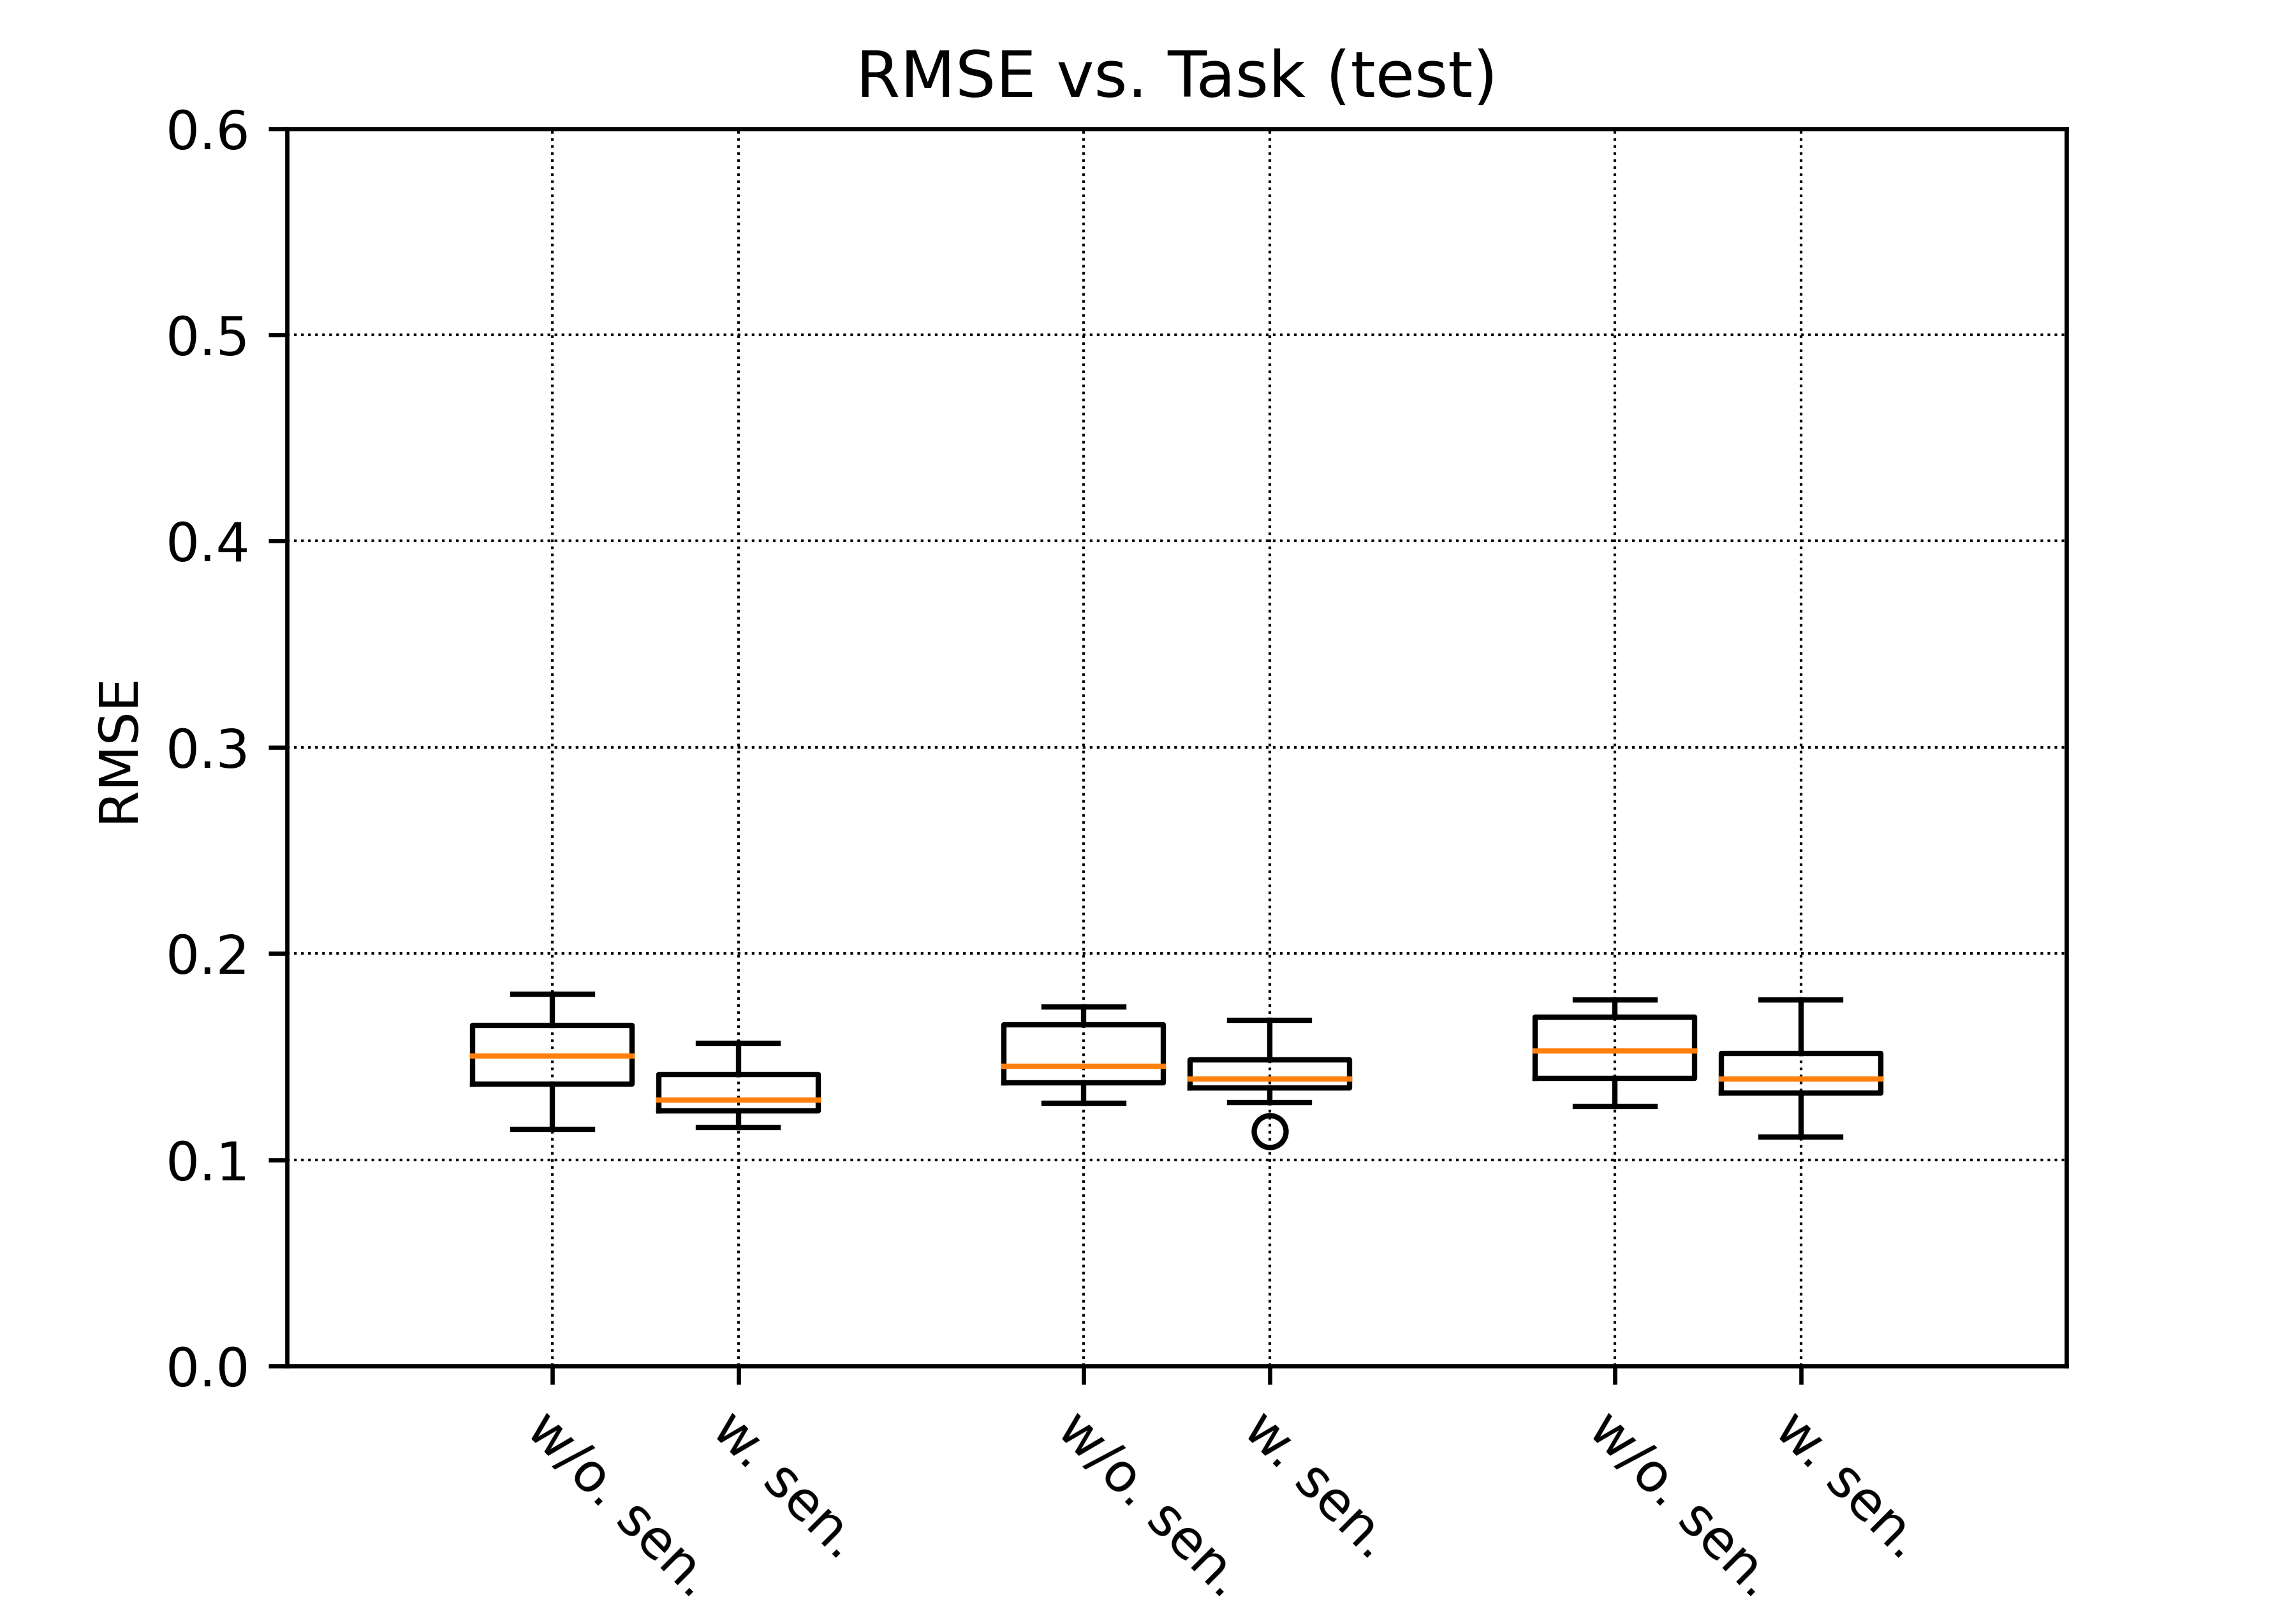 RMSE vs. Task (test)
0.6
0.5
0.4
0.3
0.2
0.1
0.0
RMSE
w/o. sen.
w. sen.
w/o. sen.
w. sen.
w/o. sen.
w. sen.